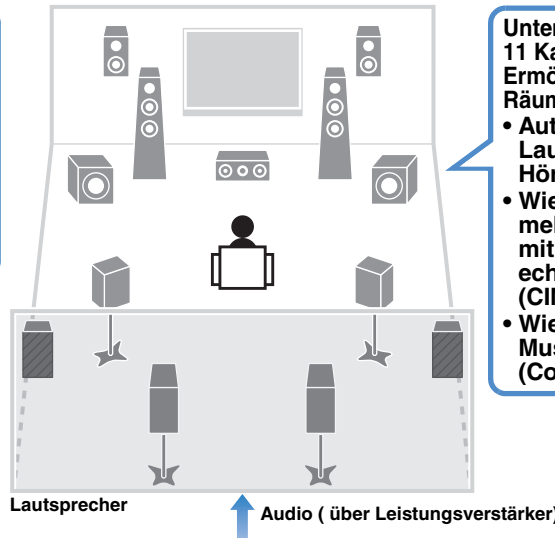 Unter
11 Ka
Ermö
Räum
• Aut
Lau
Hör
• Wie
meh
mit
ech
(CIN
• Wie
Mus
(Co
Lautsprecher
Audio ( über Leistungsverstärker)